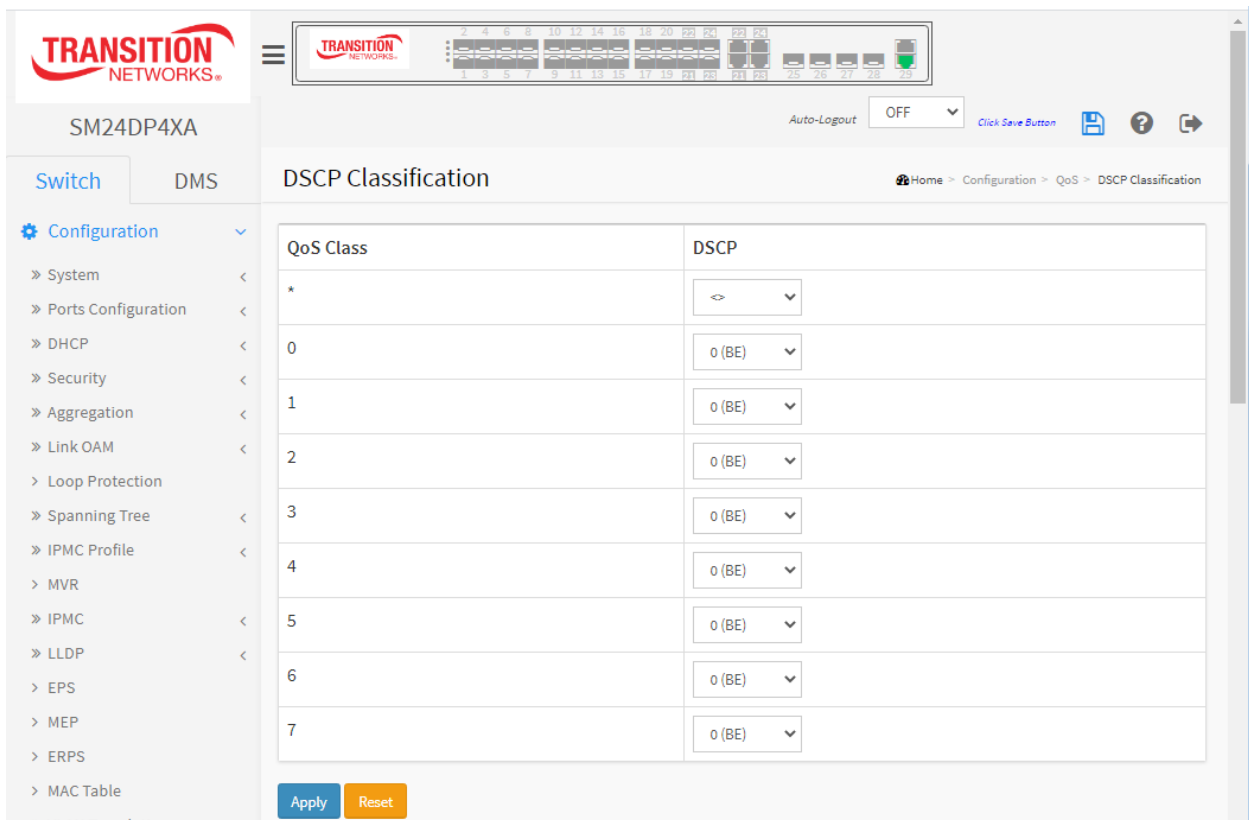 TRANSITION
NETWORKS®
TRANSITION
NETWORKS®
2 4 6 8 10 12 14 16 18 20 22 24 22 24
1 3 5 7 9 11 13 15 17 19 21 23 21 23 25 26 27 28 29
SM24DP4XA
Auto-Logout OFF Click Save Button
Switch DMS
DSCP Classification
Home > Configuration > QoS > DSCP Classification
Configuration
» System
» Ports Configuration
» DHCP
» Security
» Aggregation
» Link OAM
> Loop Protection
» Spanning Tree
» IPMC Profile
> MVR
» IPMC
» LLDP
> EPS
> MEP
> ERPS
> MAC Table
QoS Class DSCP
* <>
0 0 (BE)
1 0 (BE)
2 0 (BE)
3 0 (BE)
4 0 (BE)
5 0 (BE)
6 0 (BE)
7 0 (BE)
Apply Reset